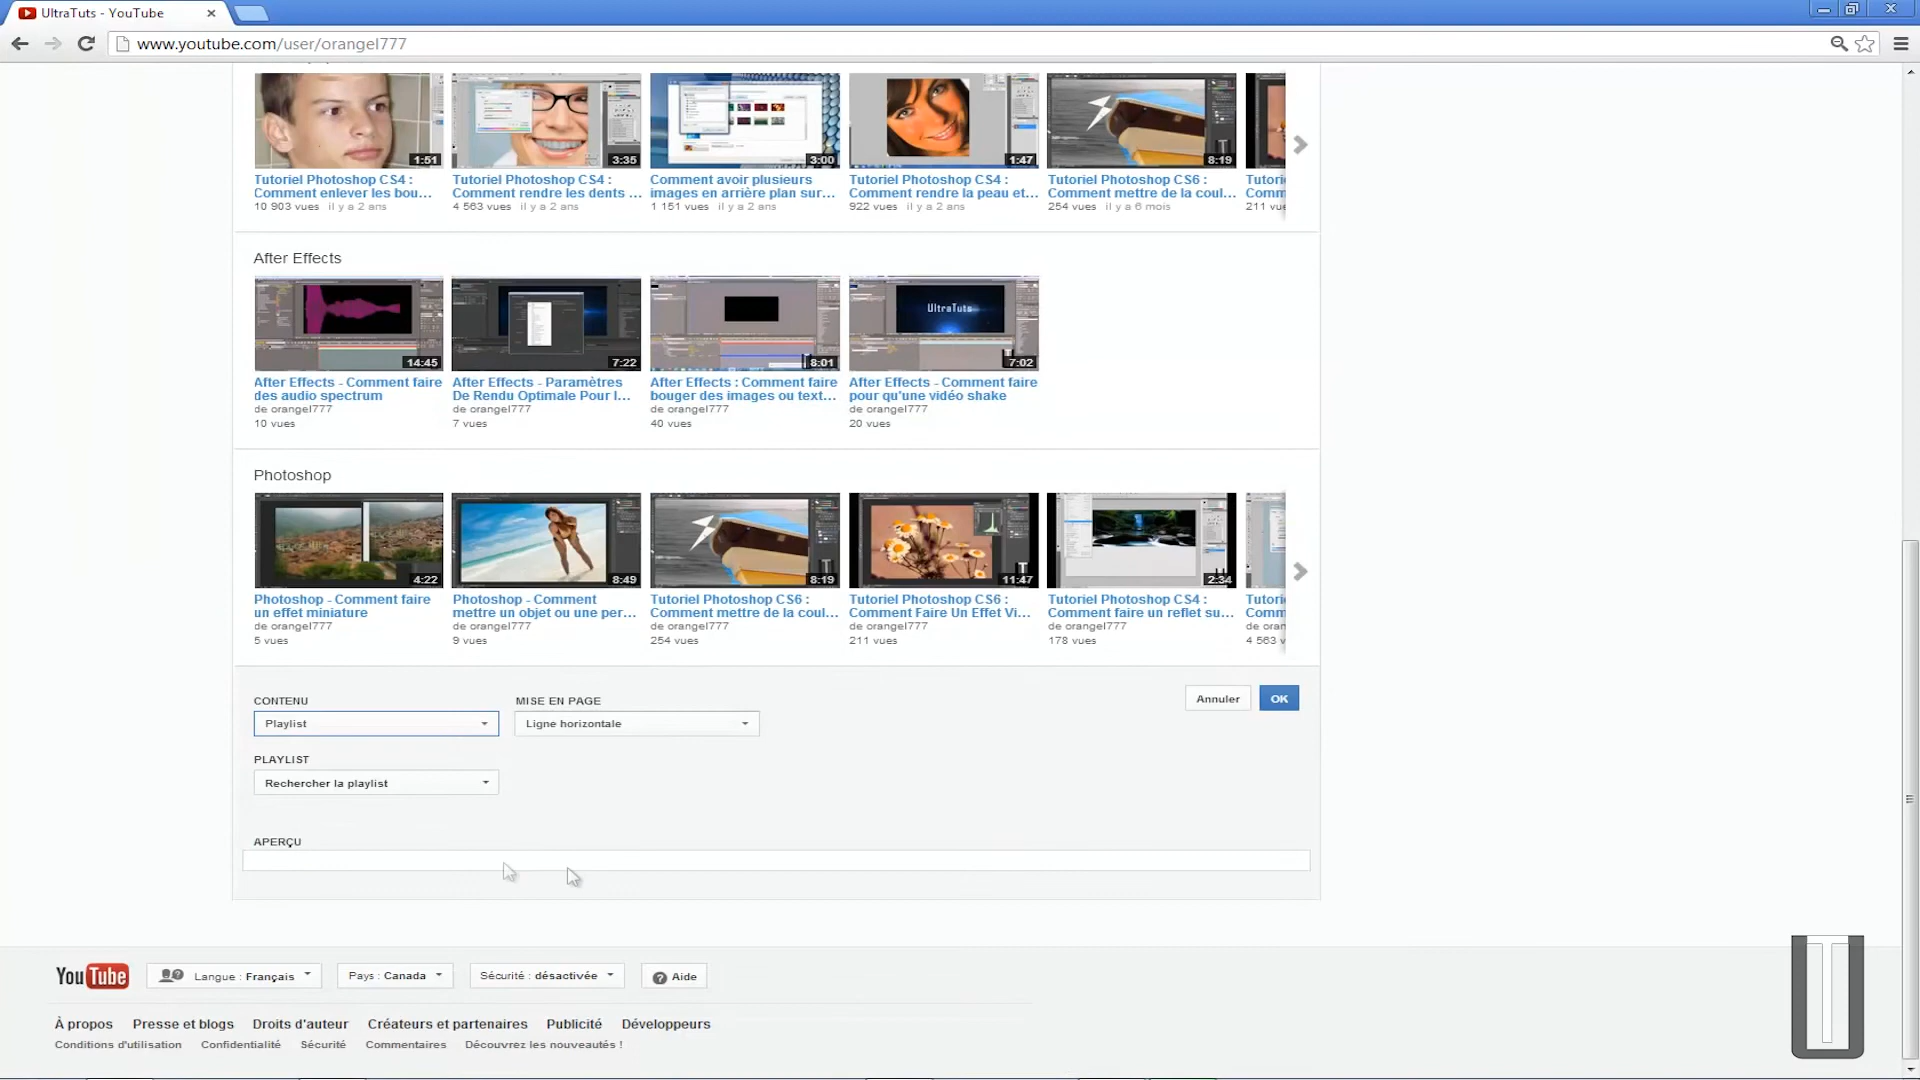 UltraTuts - YouTube
www.youtube.com/user/orangel777
1:51
3:35
3:00
1:47
8:19
Tutoriel Photoshop CS4 :
Comment enlever les bou...
10 903 vues il y a 2 ans
Tutoriel Photoshop CS4 :
Comment rendre les dents ...
4 563 vues il y a 2 ans
Comment avoir plusieurs
images en arrière plan sur...
1 151 vues il y a 2 ans
Tutoriel Photoshop CS4 :
Comment rendre la peau et...
922 vues il y a 2 ans
Tutoriel Photoshop CS6 :
Comment mettre de la coul...
254 vues il y a 6 mois
Tutori
Comm
211 vue
After Effects
14:45
7:22
8:01
UltraTuts
7:02
After Effects - Comment faire
des audio spectrum
de orangel777
10 vues
After Effects - Paramètres
De Rendu Optimale Pour l...
de orangel777
7 vues
After Effects : Comment faire
bouger des images ou text...
de orangel777
40 vues
After Effects - Comment faire
pour qu'une vidéo shake
de orangel777
20 vues
Photoshop
4:22
8:49
8:19
11:47
2:34
Photoshop - Comment faire
un effet miniature
de orangel777
5 vues
Photoshop - Comment
mettre un objet ou une per...
de orangel777
9 vues
Tutoriel Photoshop CS6 :
Comment mettre de la coul...
de orangel777
254 vues
Tutoriel Photoshop CS6 :
Comment Faire Un Effet Vi...
de orangel777
211 vues
Tutoriel Photoshop CS4 :
Comment faire un reflet su...
de orangel777
178 vues
Tutori
Comm
de oran
4 563 v
CONTENU
MISE EN PAGE
Annuler
OK
Playlist
Ligne horizontale
PLAYLIST
Rechercher la playlist
APERÇU
YouTube
Langue : Français
Pays : Canada
Sécurité : désactivée
Aide
À propos Presse et blogs Droits d'auteur Créateurs et partenaires Publicité Développeurs
Conditions d'utilisation Confidentialité Sécurité Commentaires Découvrez les nouveautés !